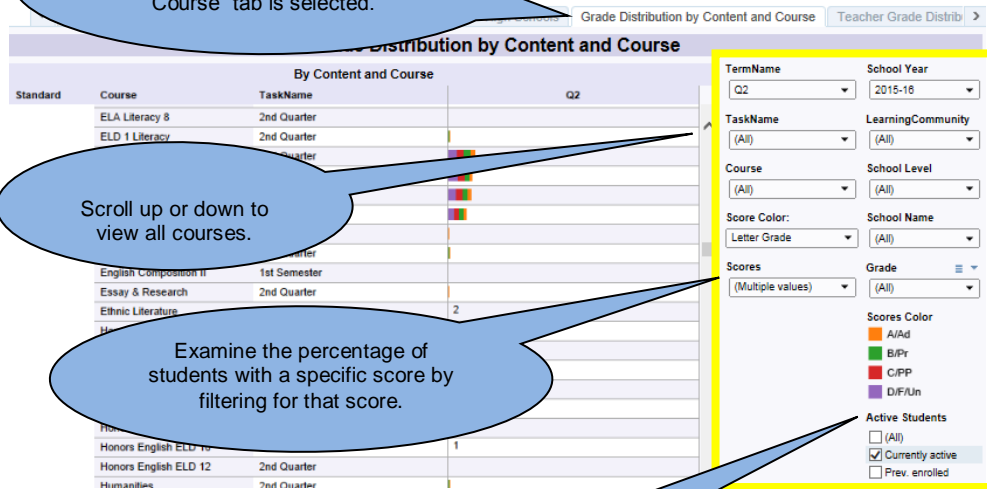 Course" tab is selected.
Schools
Grade Distribution by Content and Course
Teacher Grade Distrib
Distribution by Content and Course
By Content and Course
Standard Course TaskName Q2
ELA Literacy 8 2nd Quarter
ELD 1 Literacy 2nd Quarter
Quarter
Scroll up or down to
view all courses.
English Composition II 1st Semester
Essay & Research 2nd Quarter
Ethnic Literature 2
Examine the percentage of
students with a specific score by
filtering for that score.
Honors English ELD 1
Honors English ELD 12 2nd Quarter
Humanities 2nd Quarter
TermName School Year
Q2 2015-16
TaskName LearningCommunity
(All) (All)
Course School Level
(All) (All)
Score Color: School Name
Letter Grade (All)
Scores Grade
(Multiple values) (All)
Scores Color
A/Ad
B/Pr
C/PP
D/F/Un
Active Students
(All)
Currently active
Prev. enrolled